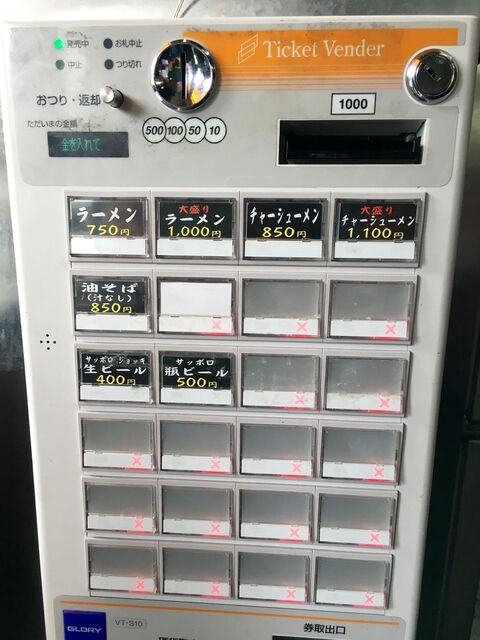 発売中 お札中止
中止 つり切れ
Ticket Vender
おつり・返却
ただいまの金額
金を入れて
500 100 50 10
1000
ラーメン
750円
大盛り
ラーメン
1,000円
チャーシューメン
850円
大盛り
チャーシューメン
1,100円
油そば
(汁なし)
850円
サッポロ ジョッキ
生ビール
400円
サッポロ
瓶ビール
500円
GLORY
VT-S10
券取出口